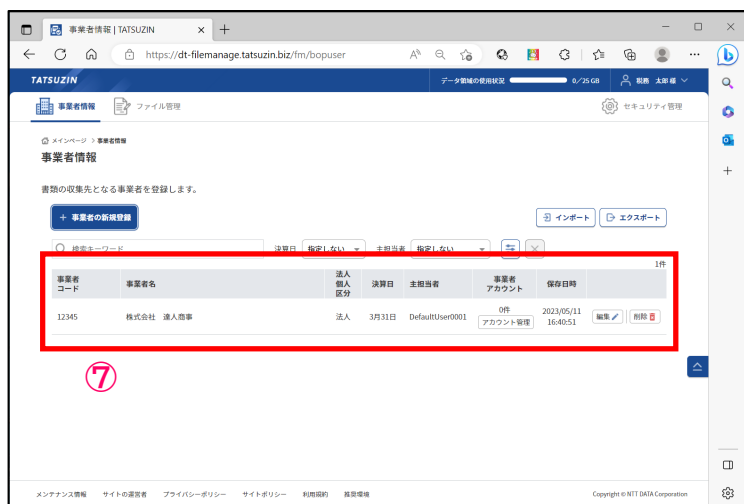 事業者情報 | TATSUZIN
https://dt-filemanage.tatsuzin.biz/fm/bopuser
TATSUZIN
データ領域の使用状況 0/25 GB
税務 太郎 様
事業者情報
ファイル管理
セキュリティ管理
メインページ > 事業者情報
事業者情報
書類の収集先となる事業者を登録します。
+ 事業者の新規登録
インポート
エクスポート
検索キーワード
決算日 指定しない
主担当者 指定しない
1件
事業者コード 事業者名 法人個人区分 決算日 主担当者 事業者アカウント 保存日時
12345 株式会社 達人商事 法人 3月31日 DefaultUser0001 0件 アカウント管理 2023/05/11 16:40:51 編集 削除
⑦
メンテナンス情報 サイトの運営者 プライバシーポリシー サイトポリシー 利用規約 推奨環境
Copyright © NTT DATA Corporation